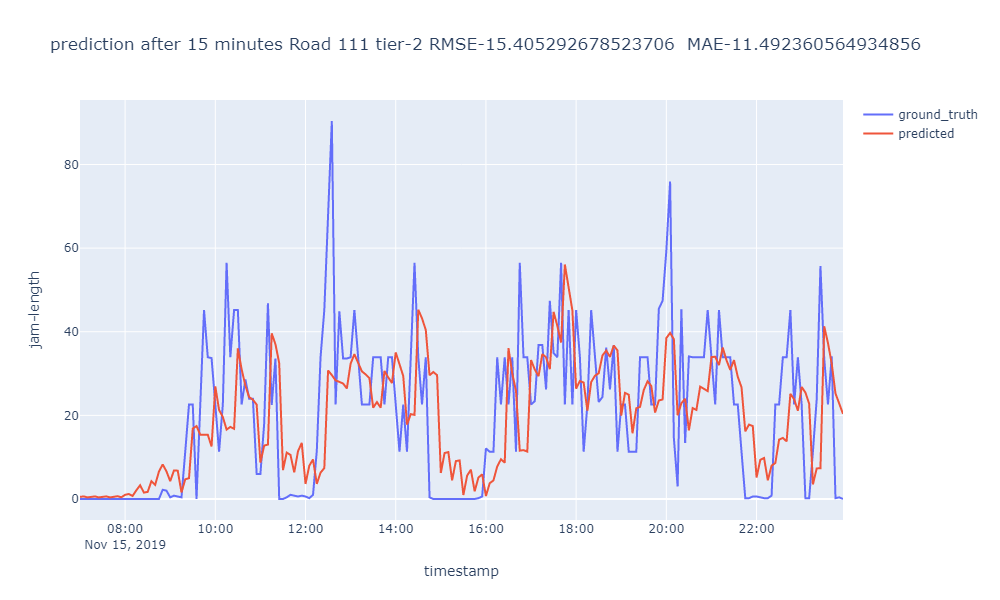 prediction after 15 minutes Road 111 tier-2 RMSE-15.405292678523706  MAE-11.492360564934856
ground_truth
predicted
80
60
40
20
0
jam-length
08:00 10:00 12:00 14:00 16:00 18:00 20:00 22:00
Nov 15, 2019
timestamp